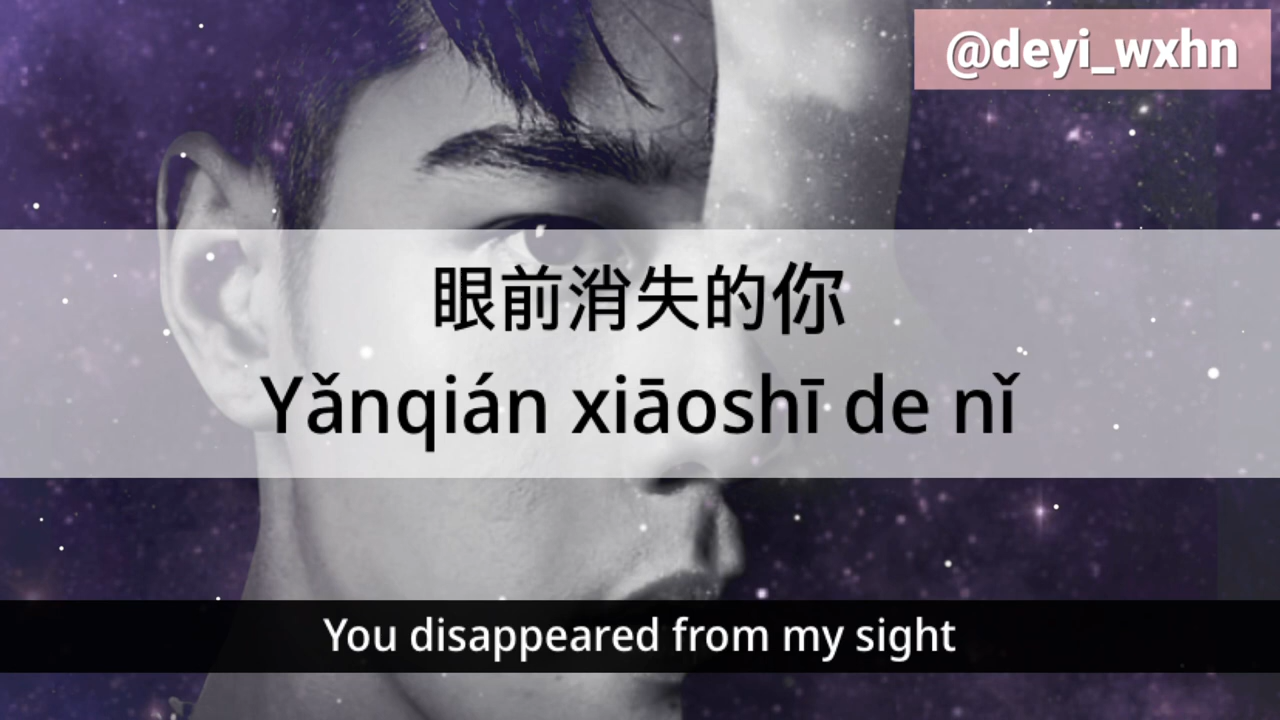 @deyi_wxhn
眼前消失的你
Yǎnqián xiāoshī de nǐ
You disappeared from my sight